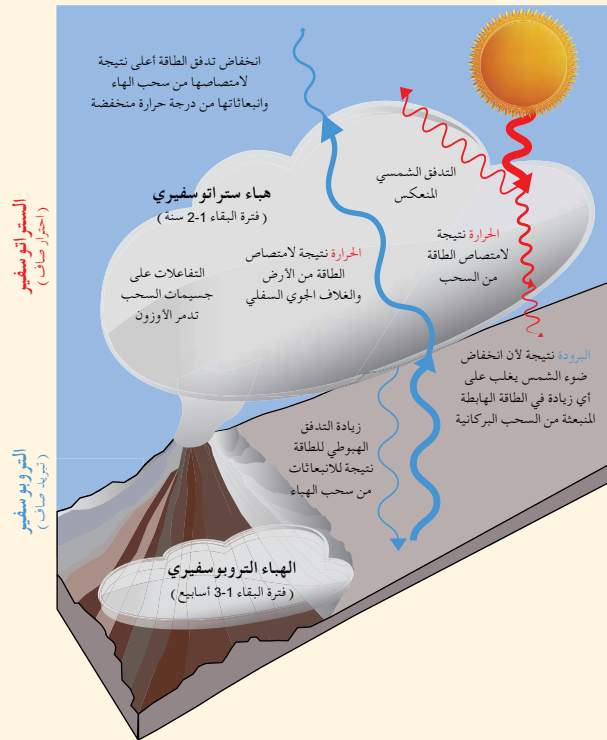 انخفاض تدفق الطاقة أعلى نتيجة
لامتصاصها من سحب الهاء
وانبعاثاتها من درجة حرارة منخفضة
التدفق الشمسي
المنعكس
هباء ستراتوسفيري
(فترة البقاء 1-2 سنة)
الحرارة نتيجة
لامتصاص الطاقة
من السحب
الحرارة نتيجة لامتصاص
الطاقة من الأرض
والغلاف الجوي السفلي
التفاعلات على
جسيمات السحب
تدمر الأوزون
الستراتوسفير
(احترار صاف)
البرودة نتيجة لأن انخفاض
ضوء الشمس يغلب على
أي زيادة في الطاقة الهابطة
المنبعثة من السحب البركانية
زيادة التدفق
الهبوطي للطاقة
نتيجة للانبعاثات
من سحب الهباء
التروبوسفير
(تبريد صاف)
الهباء التروبوسفيري
(فترة البقاء 1-3 أسابيع)